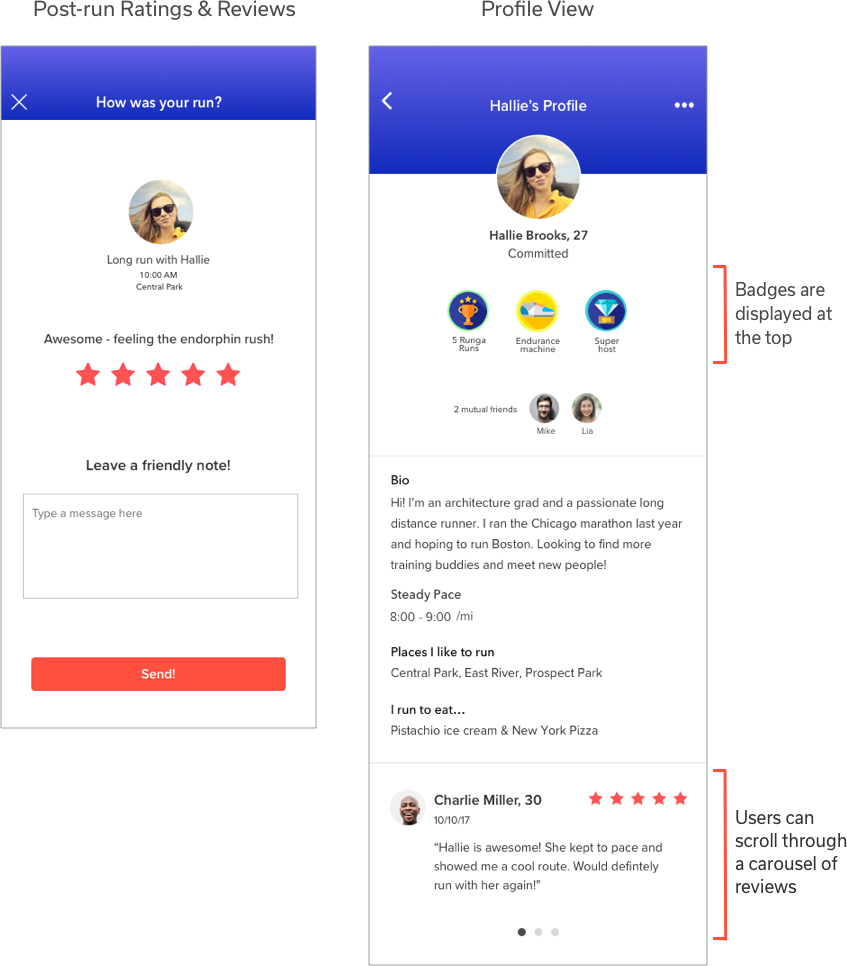 Post-run Ratings & Reviews
How was your run?
Long run with Hallie
10:00 AM
Central Park
Awesome - feeling the endorphin rush!
Leave a friendly note!
Type a message here
Send!
Profile View
Hallie’s Profile
Hallie Brooks, 27
Committed
5 Runga
Runs
Endurance
machine
Super
host
2 mutual friends
Mike
Lia
Bio
Hi! I’m an architecture grad and a passionate long
distance runner. I ran the Chicago marathon last year
and hoping to run Boston. Looking to find more
training buddies and meet new people!
Steady Pace
8:00 - 9:00 /mi
Places I like to run
Central Park, East River, Prospect Park
I run to eat...
Pistachio ice cream & New York Pizza
Charlie Miller, 30
10/10/17
“Hallie is awesome! She kept to pace and
showed me a cool route. Would defintely
run with her again!”
Badges are
displayed at
the top
Users can
scroll through
a carousel of
reviews